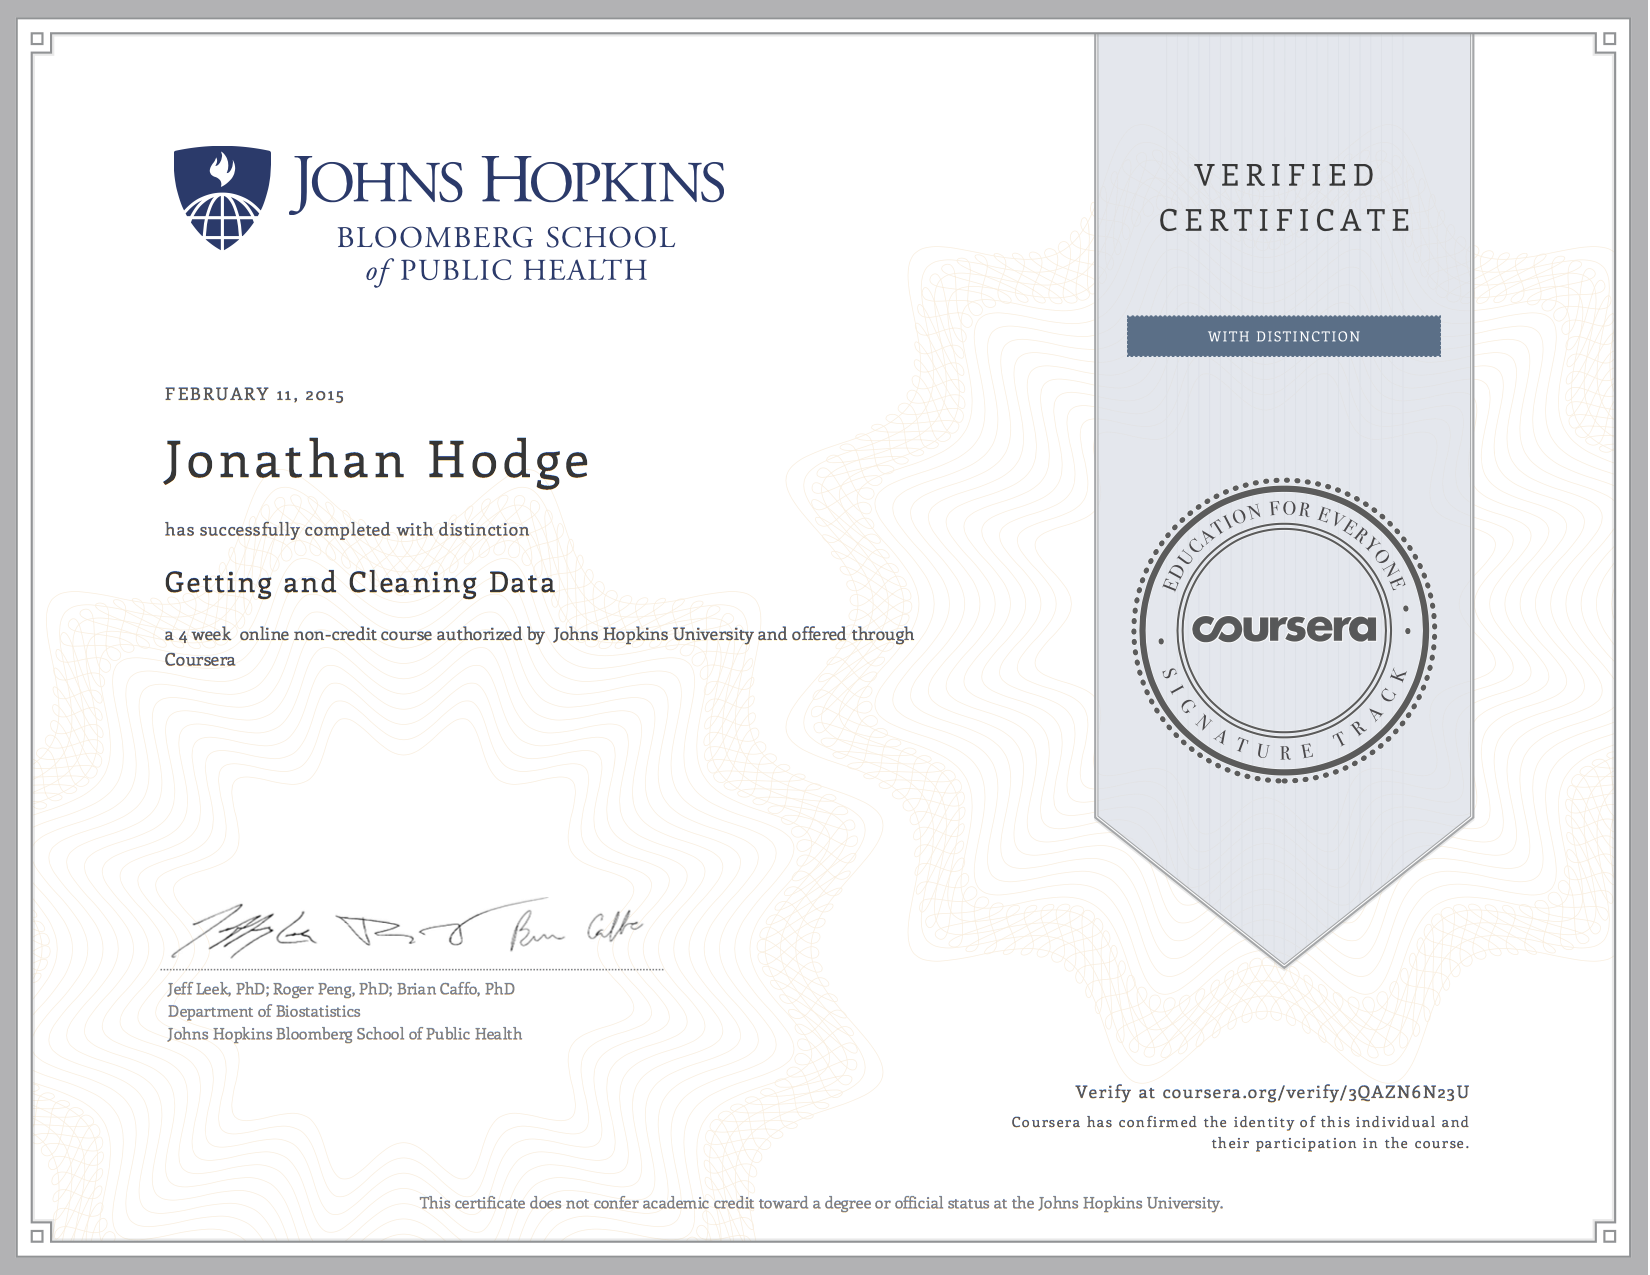 JOHNS HOPKINS
BLOOMBERG SCHOOL
of PUBLIC HEALTH
VERIFIED
CERTIFICATE
WITH DISTINCTION
FEBRUARY 11, 2015
Jonathan Hodge
has successfully completed with distinction
Getting and Cleaning Data
a 4 week online non-credit course authorized by Johns Hopkins University and offered through
Coursera
EDUCATION FOR EVERYONE
coursera
SIGNATURE TRACK
Jeff Leek, PhD; Roger Peng, PhD; Brian Caffo, PhD
Department of Biostatistics
Johns Hopkins Bloomberg School of Public Health
Verify at coursera.org/verify/3QAZN6N23U
Coursera has confirmed the identity of this individual and
their participation in the course.
This certificate does not confer academic credit toward a degree or official status at the Johns Hopkins University.